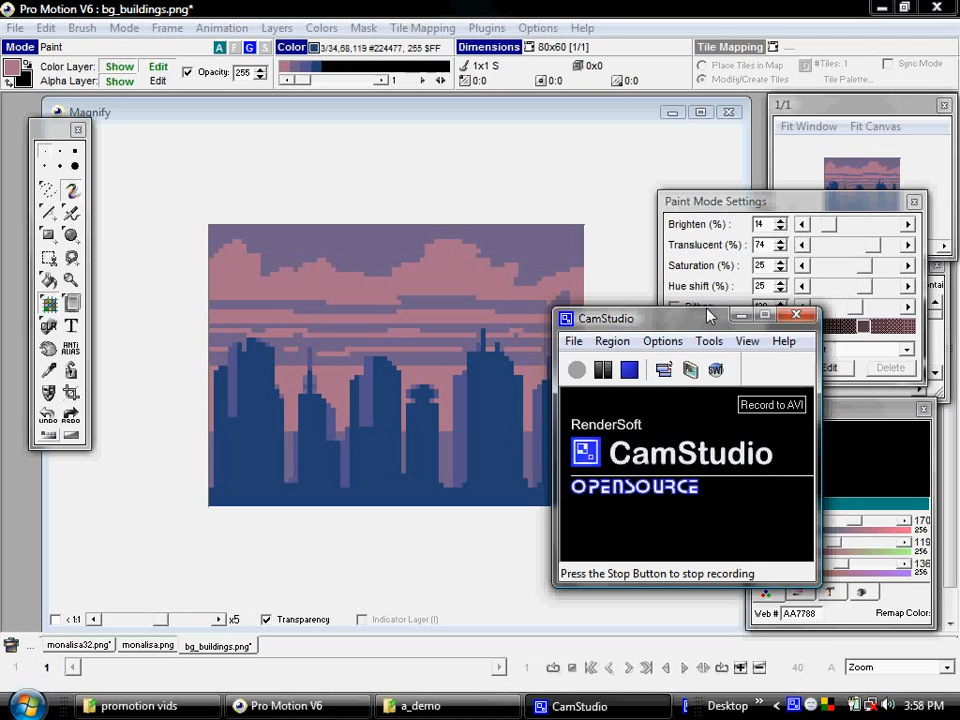 Pro Motion V6: bg_buildings.png*
File Edit Brush Mode Frame Animation Layers Colors Mask Tile Mapping Plugins Options Help
Mode Paint A F G S Color 3/34,68,119 #224477, 255 $FF Dimensions 80x60 [1/1] Tile Mapping --
Color Layer: Show Edit Opacity: 255 1 1x1 S 0x0 Place Tiles in Map #Tiles: 1 Sync Mode
Alpha Layer: Show Edit 0:0 0:0 0:0 Modify/Create Tiles Tile Palette...
Magnify
1/1
Fit Window Fit Canvas
Paint Mode Settings
Brighten (%) : 14
Translucent (%) : 74
Saturation (%) : 25
Hue shift (%) : 25
CamStudio
File Region Options Tools View Help
CLR T
ANTI ALIAS
UNDO REDO
Record to AVI
RenderSoft
CamStudio
OPENSOURCE
Press the Stop Button to stop recording
Edit Delete
170
256
119
256
136
256
Web # AA7788 Remap Color:
< 1:1 x5 Transparency Indicator Layer (I)
... monalisa32.png* monalisa.png bg_buildings.png*
1 1 1 40 A Zoom
promotion vids Pro Motion V6 a_demo CamStudio Desktop 3:58 PM